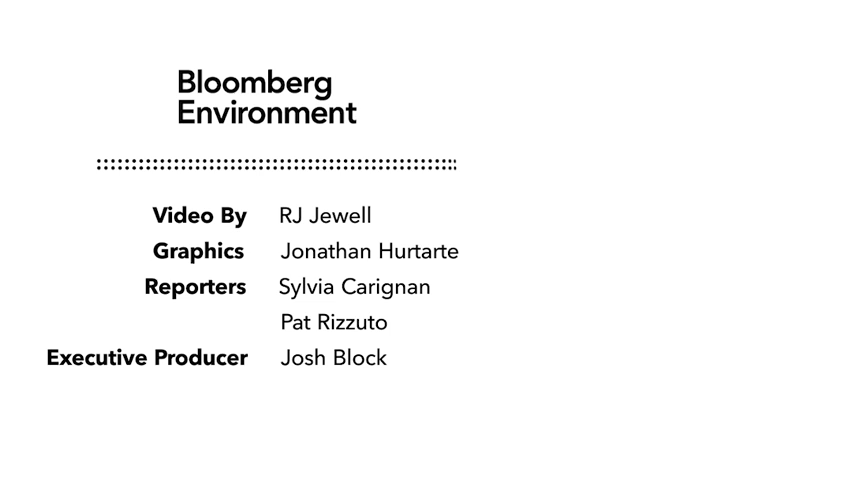 Bloomberg
Environment
Video By RJ Jewell
Graphics Jonathan Hurtarte
Reporters Sylvia Carignan
Pat Rizzuto
Executive Producer Josh Block